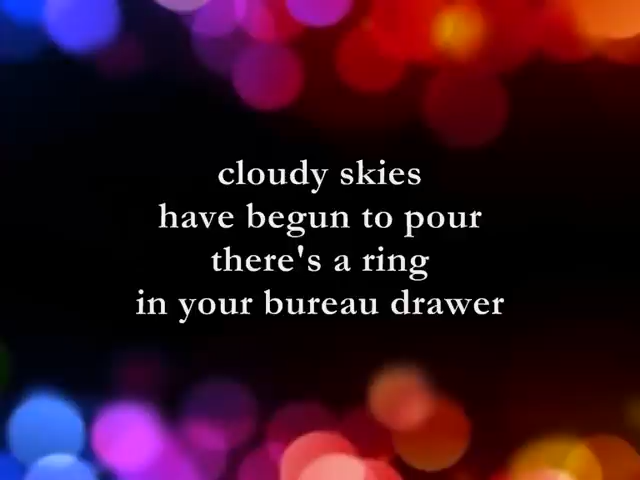 cloudy skies
have begun to pour
there's a ring
in your bureau drawer